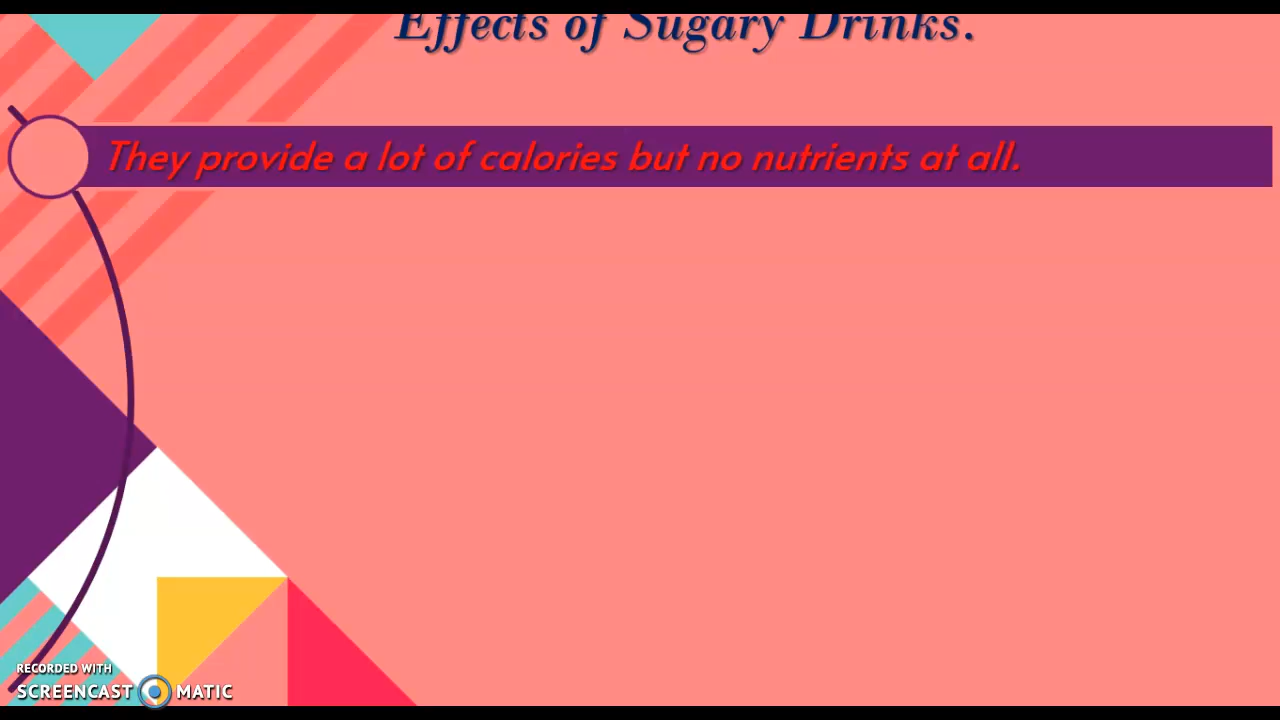 Effects of Sugary Drinks.
They provide a lot of calories but no nutrients at all.
RECORDED WITH
SCREENCAST MATIC